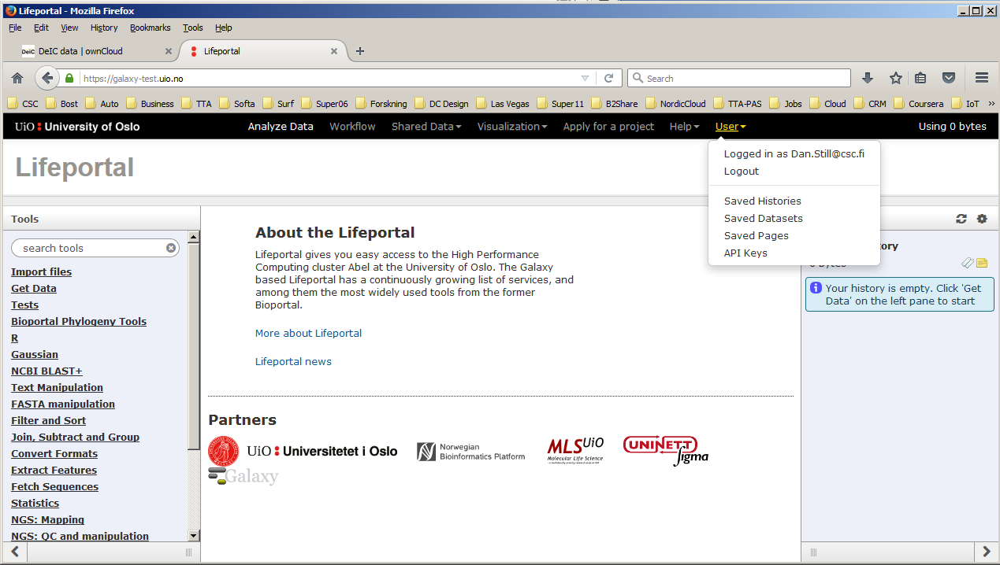 Lifeportal - Mozilla Firefox
File Edit View History Bookmarks Tools Help
DeiC DeIC data | ownCloud
Lifeportal
https://galaxy-test.uio.no
Search
CSC Bost Auto Business TTA Softa Surf Super06 Forskning DC Design Las Vegas Super11 B2Share NordicCloud TTA-PAS Jobs Cloud CRM Coursera IoT »
UiO : University of Oslo
Analyze Data Workflow Shared Data Visualization Apply for a project Help User Using 0 bytes
Logged in as Dan.Still@csc.fi
Logout
Saved Histories
Saved Datasets
Saved Pages
API Keys
Lifeportal
Tools
search tools
Import files
Get Data
Tests
Bioportal Phylogeny Tools
R
Gaussian
NCBI BLAST+
Text Manipulation
FASTA manipulation
Filter and Sort
Join, Subtract and Group
Convert Formats
Extract Features
Fetch Sequences
Statistics
NGS: Mapping
NGS: QC and manipulation
About the Lifeportal
Lifeportal gives you easy access to the High Performance
Computing cluster Abel at the University of Oslo. The Galaxy
based Lifeportal has a continuously growing list of services, and
among them the most widely used tools from the former
Bioportal.
More about Lifeportal
Lifeportal news
Partners
UiO : Universitetet i Oslo
Norwegian
Bioinformatics Platform
MLS UiO
Molecular Life Science
UNINETT
Sigma
Galaxy
ory
0 bytes
Your history is empty. Click 'Get
Data' on the left pane to start